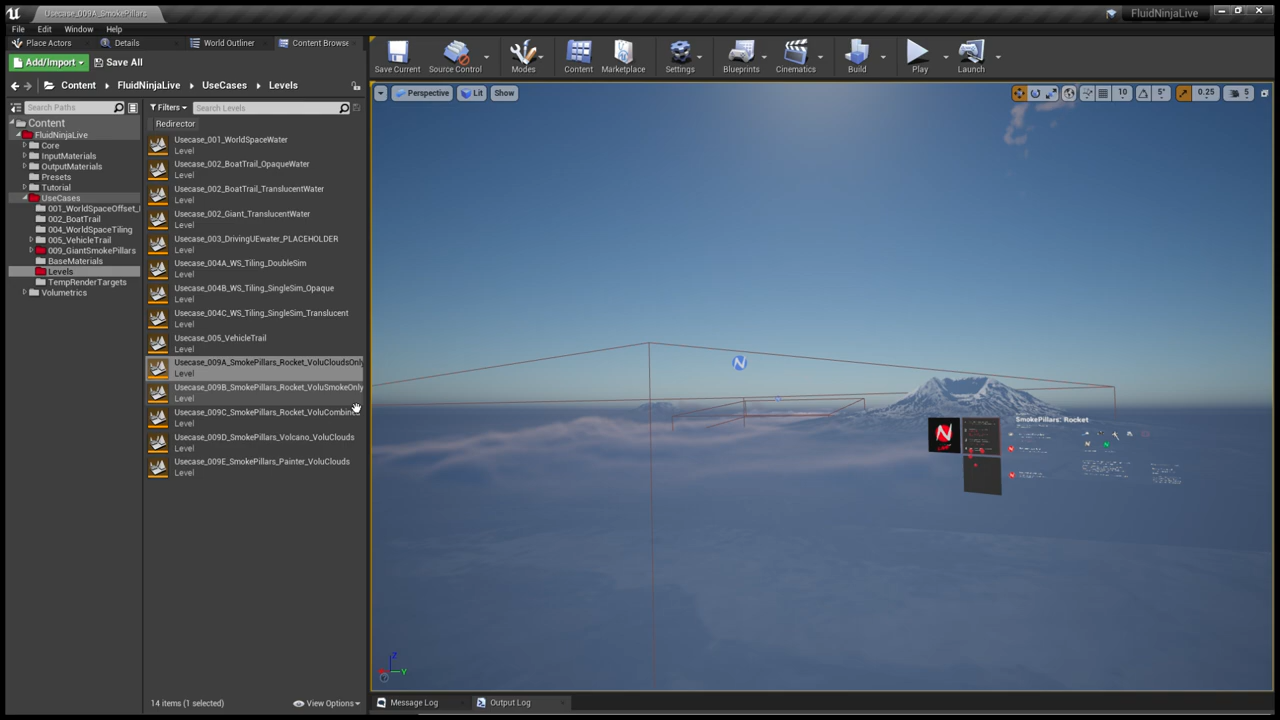 Usecase_009A_SmokePillars
FluidNinjaLive
File Edit Window Help
Place Actors Details World Outliner Content Browse
Add/Import Save All
Save Current Source Control Modes Content Marketplace Settings Blueprints Cinematics Build Play Launch
Content FluidNinjaLive UseCases Levels
Perspective Lit Show 10 5° 0.25 5
Search Paths Filters Search Levels
Redirector
Content
FluidNinjaLive
Core
InputMaterials
OutputMaterials
Presets
Tutorial
UseCases
001_WorldSpaceOffset_
002_BoatTrail
004_WorldSpaceTiling
005_VehicleTrail
009_GiantSmokePillars
BaseMaterials
Levels
TempRenderTargets
Volumetrics
Usecase_001_WorldSpaceWater
Level
Usecase_002_BoatTrail_OpaqueWater
Level
Usecase_002_BoatTrail_TranslucentWater
Level
Usecase_002_Giant_TranslucentWater
Level
Usecase_003_DrivingUEwater_PLACEHOLDER
Level
Usecase_004A_WS_Tiling_DoubleSim
Level
Usecase_004B_WS_Tiling_SingleSim_Opaque
Level
Usecase_004C_WS_Tiling_SingleSim_Translucent
Level
Usecase_005_VehicleTrail
Level
Usecase_009A_SmokePillars_Rocket_VoluCloudsOnly
Level
Usecase_009B_SmokePillars_Rocket_VoluSmokeOnly
Level
Usecase_009C_SmokePillars_Rocket_VoluCombine
Level
Usecase_009D_SmokePillars_Volcano_VoluClouds
Level
Usecase_009E_SmokePillars_Painter_VoluClouds
Level
N
N
SmokePillars: Rocket
Z
Y
14 items (1 selected) View Options
Message Log Output Log